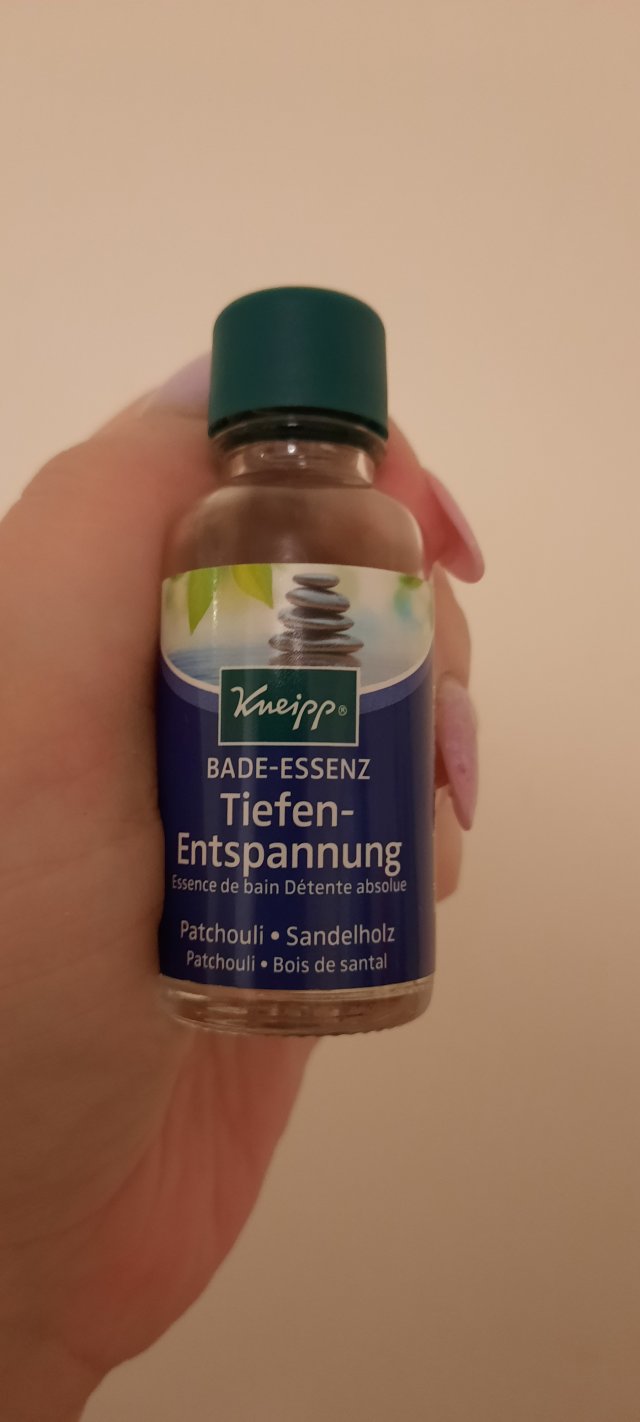 Kneipp®
BADE-ESSENZ
Tiefen-
Entspannung
Essence de bain Détente absolue
Patchouli • Sandelholz
Patchouli • Bois de santal